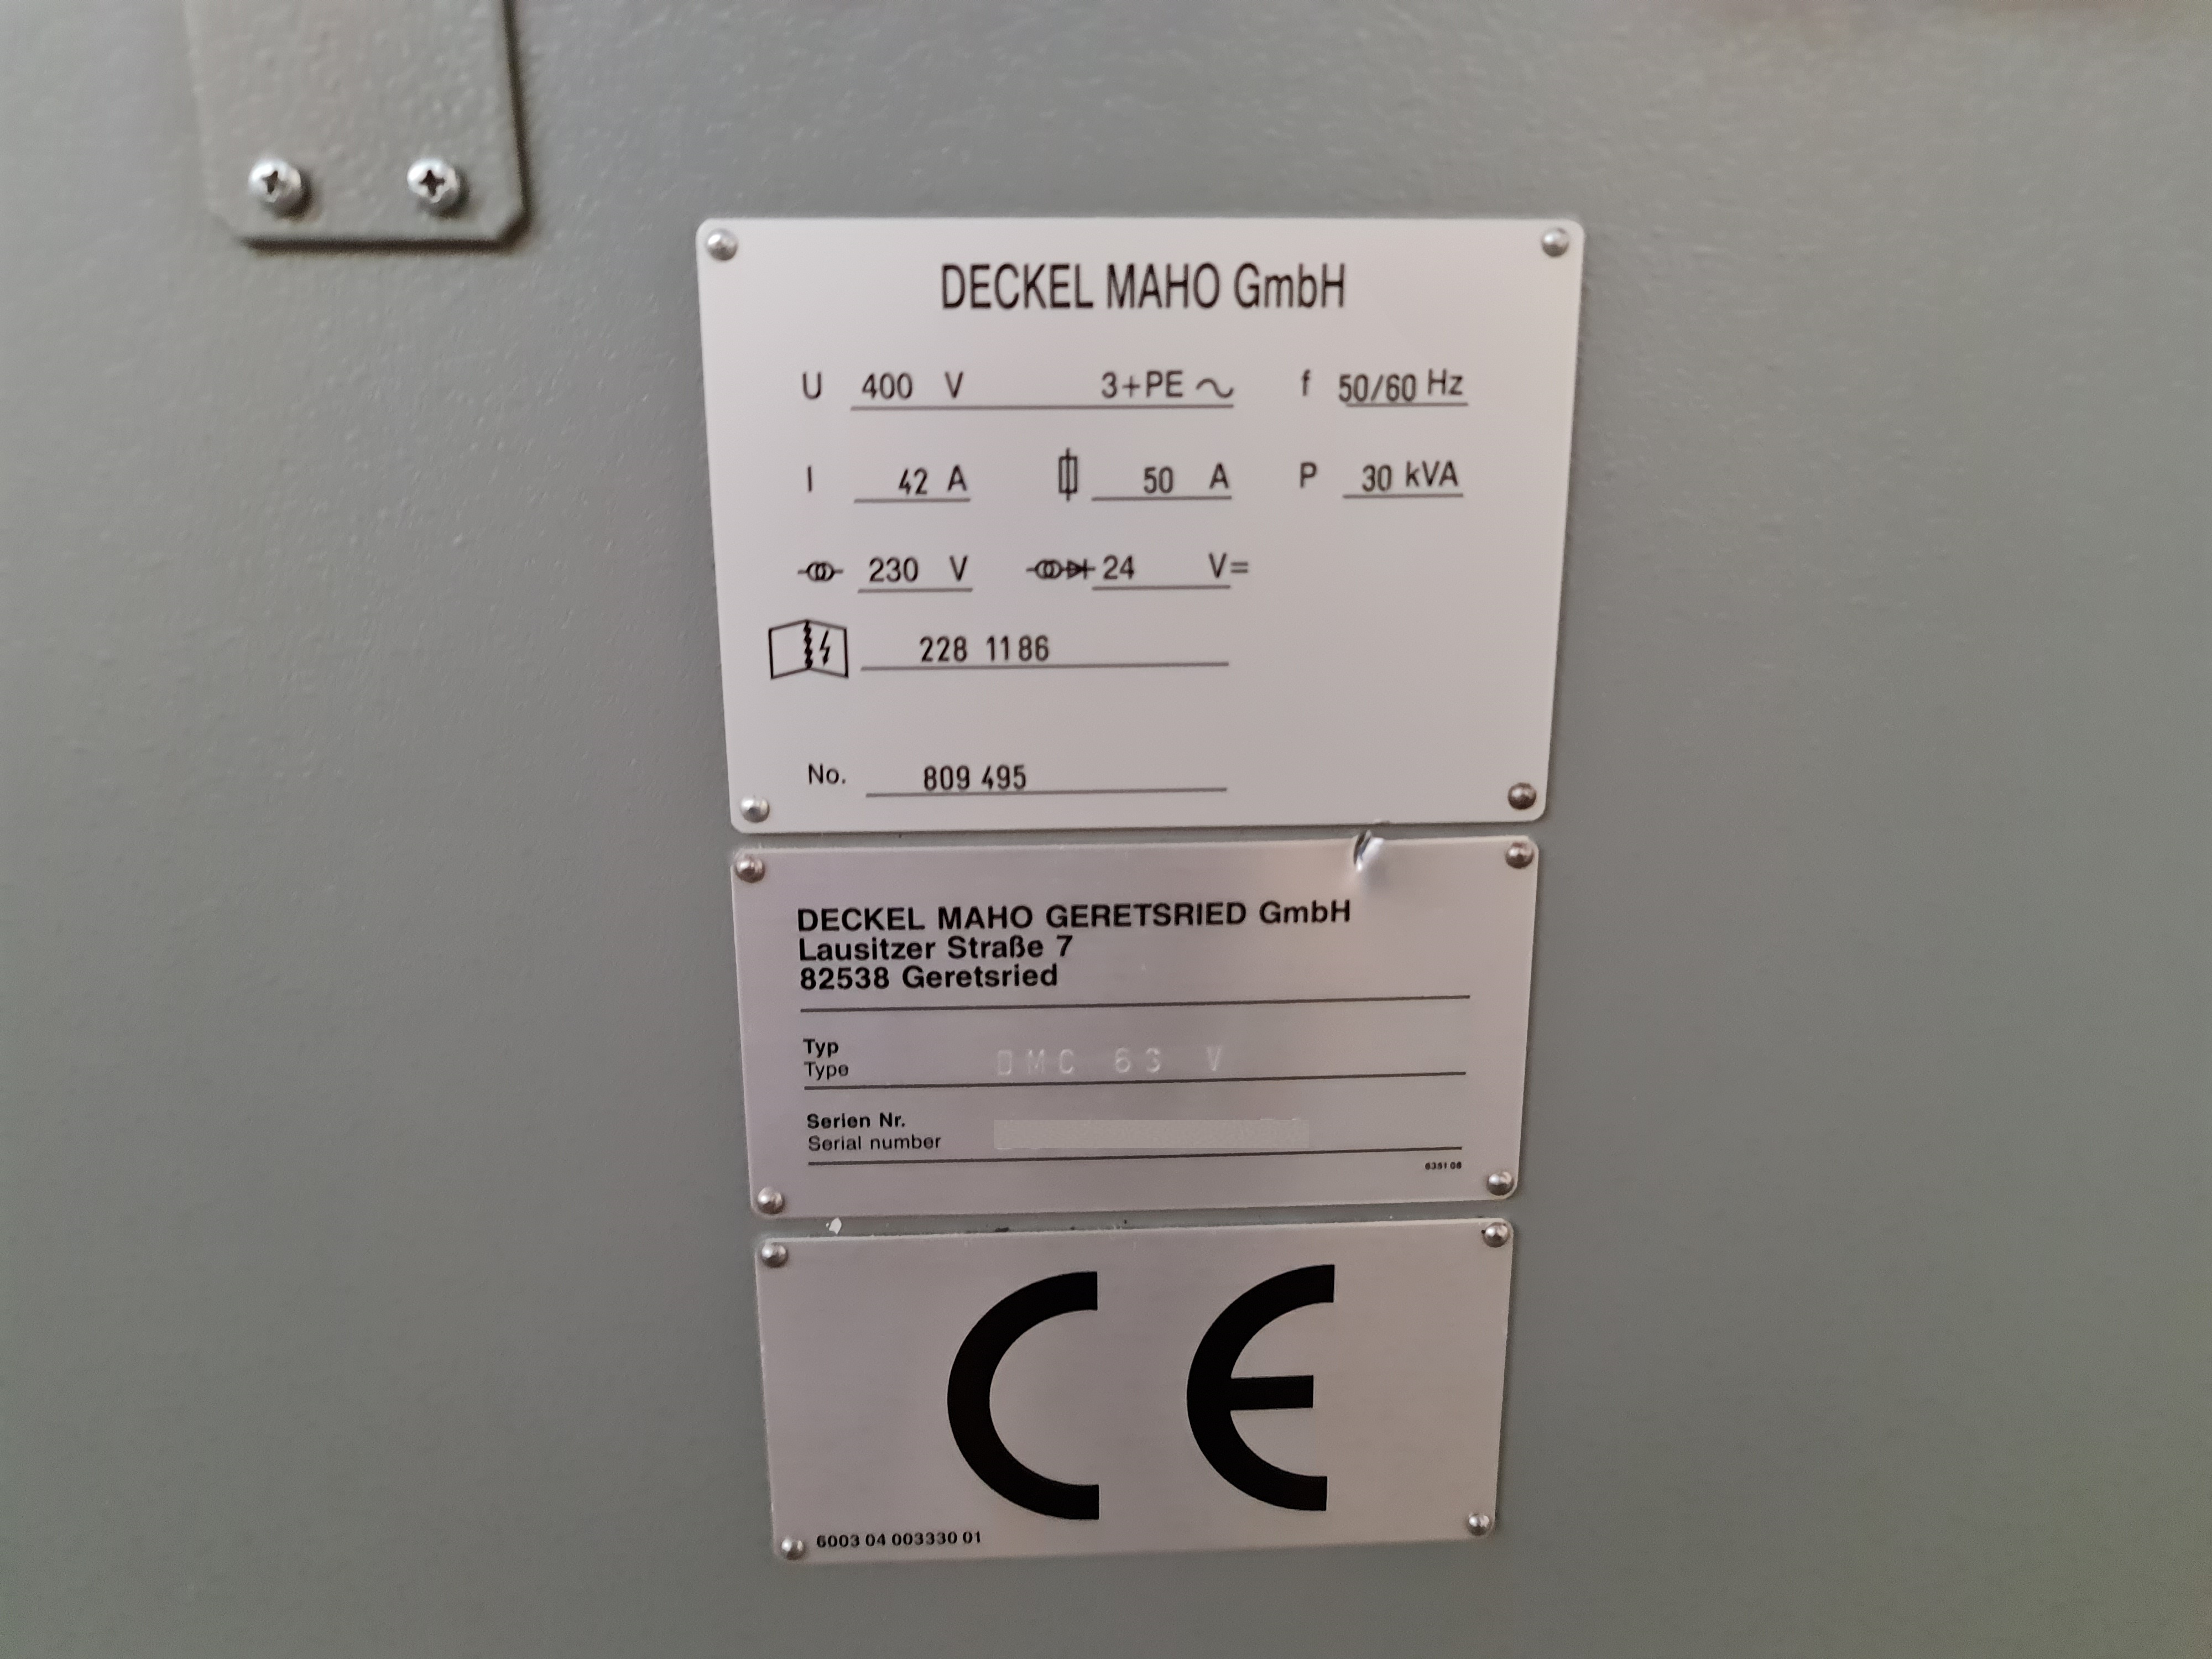 DECKEL MAHO GmbH
U 400 V 3+PE ~ f 50/60 Hz
I 42 A 50 A P 30 kVA
230 V 24 V=
228 1186
No. 809 495
DECKEL MAHO GERETSRIED GmbH
Lausitzer Straße 7
82538 Geretsried
Typ
Type DMC 63 V
Serien Nr.
Serial number
6351 08
CE
6003 04 003330 01